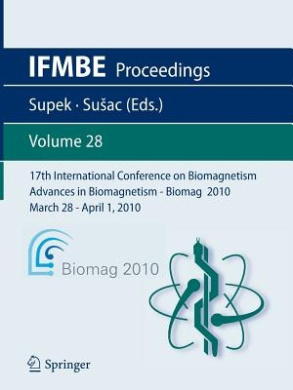 IFMBE Proceedings
Supek · Sušac (Eds.)
Volume 28
17th International Conference on Biomagnetism
Advances in Biomagnetism - Biomag 2010
March 28 - April 1, 2010
Biomag 2010
Springer